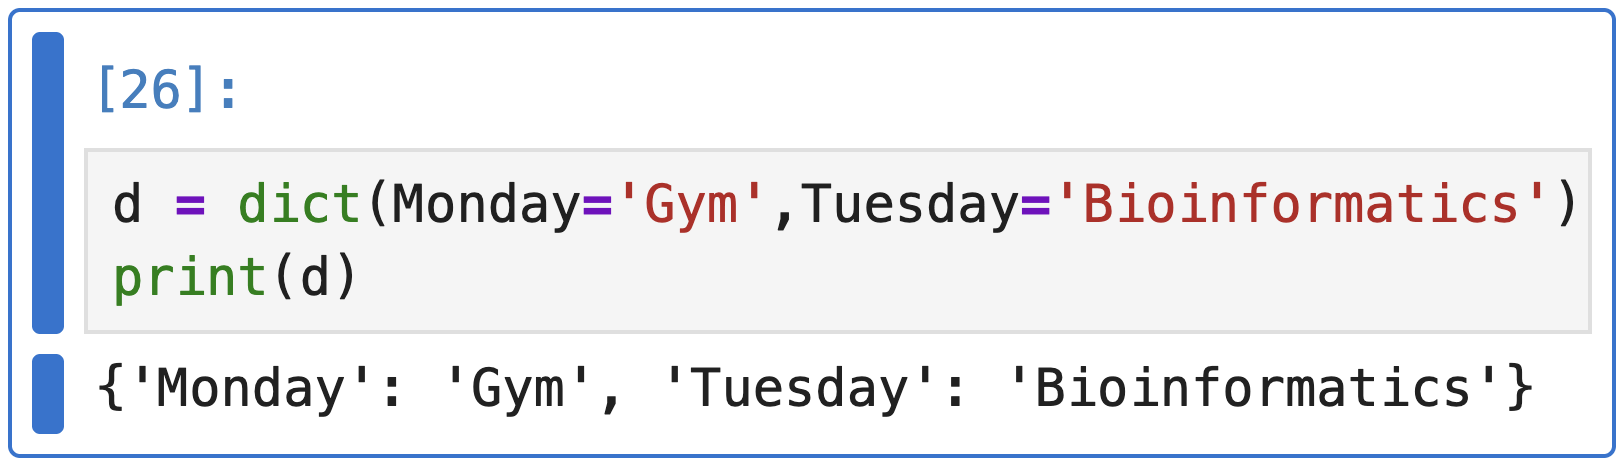 [26]:
d = dict(Monday='Gym',Tuesday='Bioinformatics')
print(d)
{'Monday': 'Gym', 'Tuesday': 'Bioinformatics'}